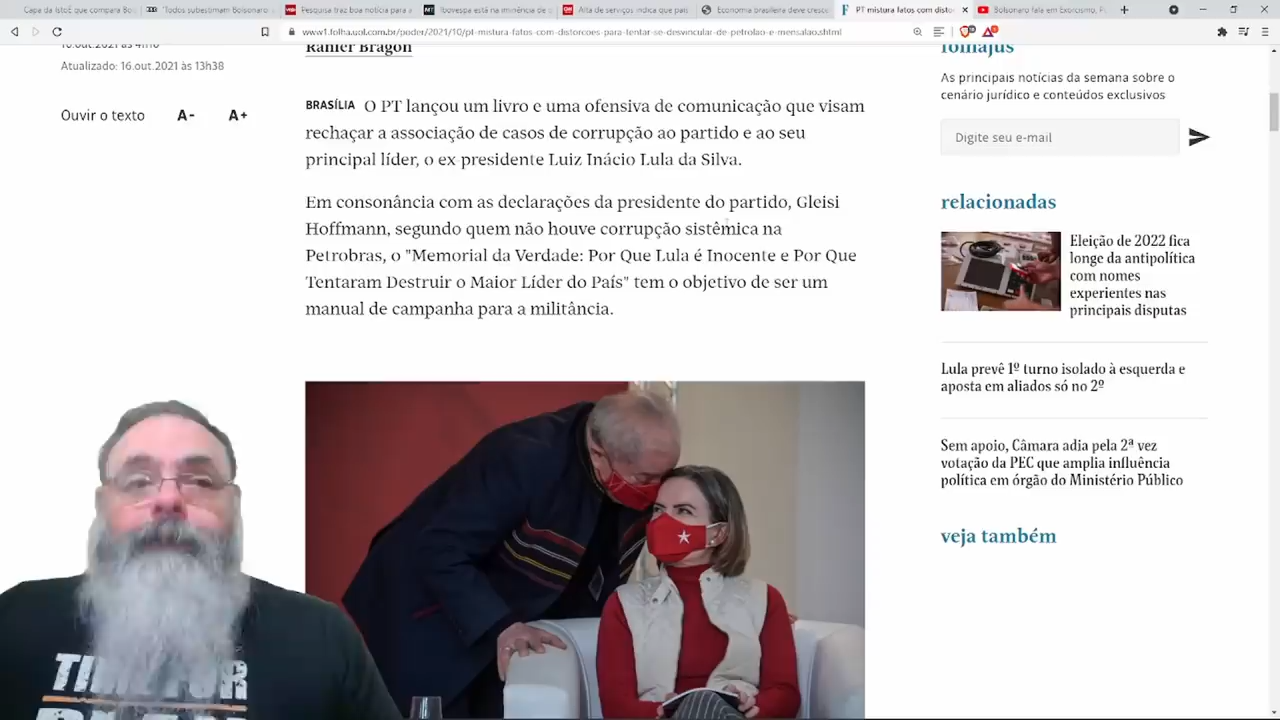 Capa da IstoÉ que compara Bol
"Todos subestimam Bolsonaro
Pesquisa traz boa notícia para a
Ibovespa está na iminência de
Alta de serviços indica que país
Economia brasileira deve cresc
PT mistura fatos com distor
Bolsonaro fala em Exorcismo, P
www1.folha.uol.com.br/poder/2021/10/pt-mistura-fatos-com-distorcoes-para-tentar-se-desvincular-de-petrolao-e-mensalao.shtml
16.out.2021 às 4h16
Atualizado: 16.out.2021 às 13h38
Ouvir o texto A- A+
Ranier Bragon
BRASÍLIA O PT lançou um livro e uma ofensiva de comunicação que visam
rechaçar a associação de casos de corrupção ao partido e ao seu
principal líder, o ex presidente Luiz Inácio Lula da Silva.
Em consonância com as declarações da presidente do partido, Gleisi
Hoffmann, segundo quem não houve corrupção sistêmica na
Petrobras, o "Memorial da Verdade: Por Que Lula é Inocente e Por Que
Tentaram Destruir o Maior Líder do País" tem o objetivo de ser um
manual de campanha para a militância.
folhajus
As principais notícias da semana sobre o
cenário jurídico e conteúdos exclusivos
Digite seu e-mail
relacionadas
Eleição de 2022 fica
longe da antipolítica
com nomes
experientes nas
principais disputas
Lula prevê 1º turno isolado à esquerda e
aposta em aliados só no 2º
Sem apoio, Câmara adia pela 2ª vez
votação da PEC que amplia influência
política em órgão do Ministério Público
veja também